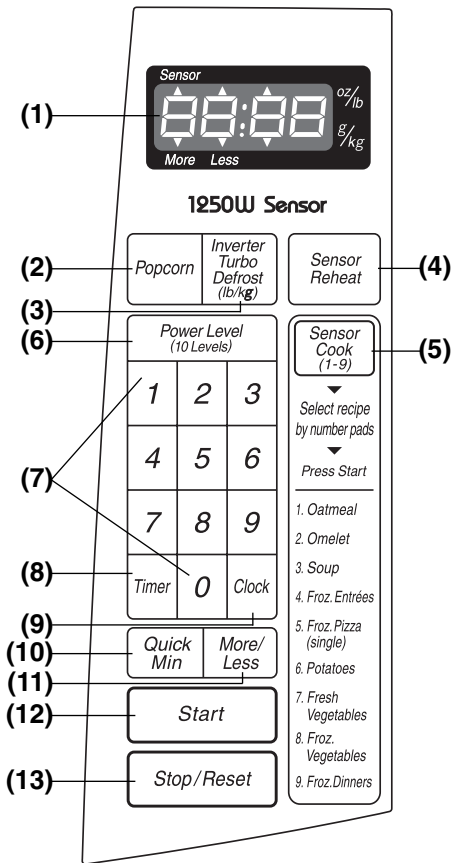 Sensor
(1)
88:88
oz/lb
g/kg
More Less
1250W Sensor
(2)
Popcorn
Inverter
Turbo
Defrost
(lb/kg)
(3)
Sensor
Reheat
(4)
(6)
Power Level
(10 Levels)
Sensor
Cook
(1-9)
(5)
Select recipe
by number pads
Press Start
1 2 3
4 5 6
(7)
7 8 9
(8)
Timer 0 Clock
(9)
1. Oatmeal
2. Omelet
3. Soup
4. Froz. Entrées
5. Froz. Pizza
(single)
6. Potatoes
7. Fresh
Vegetables
8. Froz.
Vegetables
9. Froz. Dinners
(10)
Quick
Min
More/
Less
(11)
(12)
Start
(13)
Stop/Reset